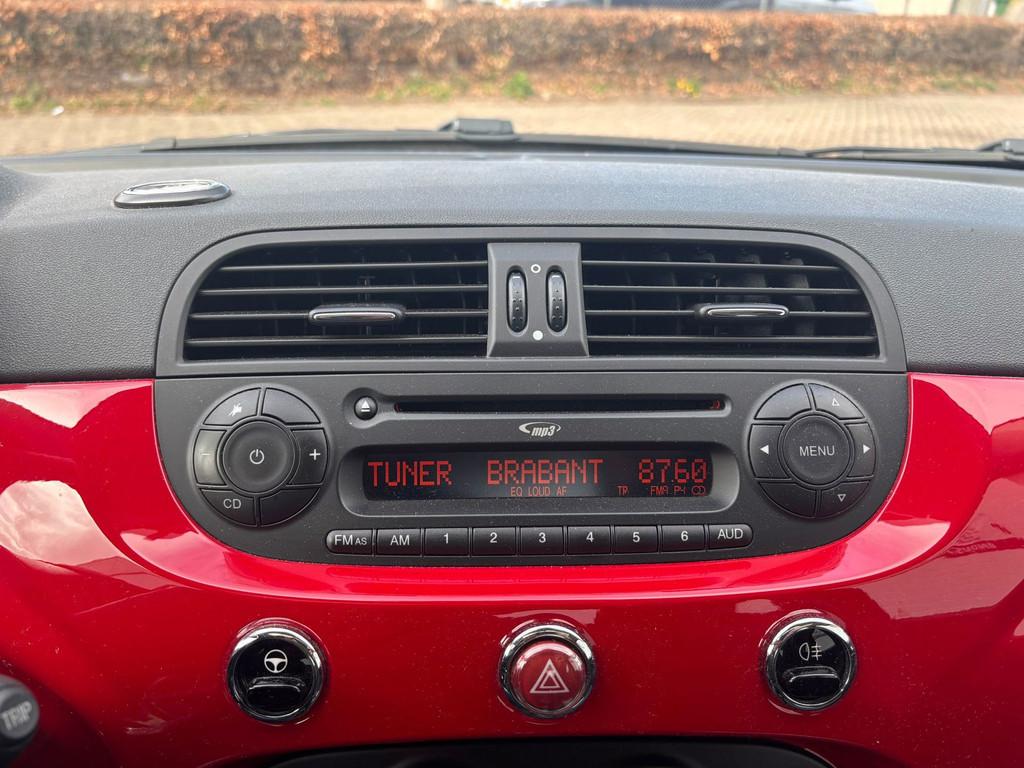 mp3
TUNER BRABANT 87.60
EQ LOUD AF TP FMA P4 CD
CD
MENU
FM AS AM 1 2 3 4 5 6 AUD
TRIP